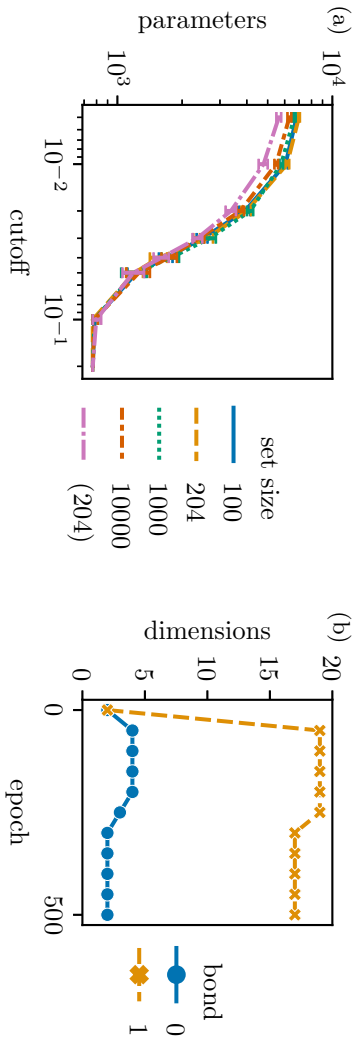 (a)
parameters
10^4
10^3
10^-2
10^-1
cutoff
set size
100
204
1000
10000
(204)
(b)
dimensions
20
15
10
5
0
0
500
epoch
bond
0
1